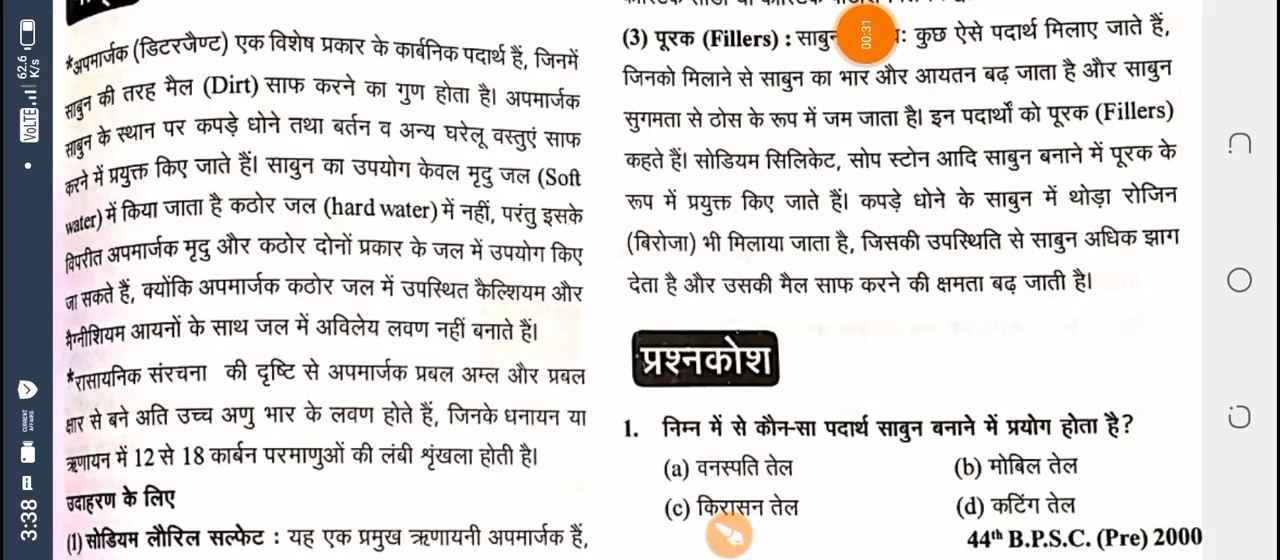 *अपमार्जक (डिटरजैण्ट) एक विशेष प्रकार के कार्बनिक पदार्थ हैं, जिनमें
साबुन की तरह मैल (Dirt) साफ करने का गुण होता है। अपमार्जक
साबुन के स्थान पर कपड़े धोने तथा बर्तन व अन्य घरेलू वस्तुएं साफ
करने में प्रयुक्त किए जाते हैं। साबुन का उपयोग केवल मृदु जल (Soft
water) में किया जाता है कठोर जल (hard water) में नहीं, परंतु इसके
विपरीत अपमार्जक मृदु और कठोर दोनों प्रकार के जल में उपयोग किए
जा सकते हैं, क्योंकि अपमार्जक कठोर जल में उपस्थित कैल्शियम और
मैग्नीशियम आयनों के साथ जल में अविलेय लवण नहीं बनाते हैं।
*रासायनिक संरचना की दृष्टि से अपमार्जक प्रबल अम्ल और प्रबल
क्षार से बने अति उच्च अणु भार के लवण होते हैं, जिनके धनायन या
ऋणायन में 12 से 18 कार्बन परमाणुओं की लंबी शृंखला होती है।
उदाहरण के लिए
(1) सोडियम लौरिल सल्फेट : यह एक प्रमुख ऋणायनी अपमार्जक हैं,
(3) पूरक (Fillers) : साबुन कुछ ऐसे पदार्थ मिलाए जाते हैं,
जिनको मिलाने से साबुन का भार और आयतन बढ़ जाता है और साबुन
सुगमता से ठोस के रूप में जम जाता है। इन पदार्थों को पूरक (Fillers)
कहते हैं। सोडियम सिलिकेट, सोप स्टोन आदि साबुन बनाने में पूरक के
रूप में प्रयुक्त किए जाते हैं। कपड़े धोने के साबुन में थोड़ा रोजिन
(बिरोजा) भी मिलाया जाता है, जिसकी उपस्थिति से साबुन अधिक झाग
देता है और उसकी मैल साफ करने की क्षमता बढ़ जाती है।
प्रश्नकोश
1. निम्न में से कौन-सा पदार्थ साबुन बनाने में प्रयोग होता है?
(a) वनस्पति तेल (b) मोबिल तेल
(c) किरासन तेल (d) कटिंग तेल
44th B.P.S.C. (Pre) 2000
00:31
3:38
CURRENT AFFAIRS
VoLTE
62.6 K/s